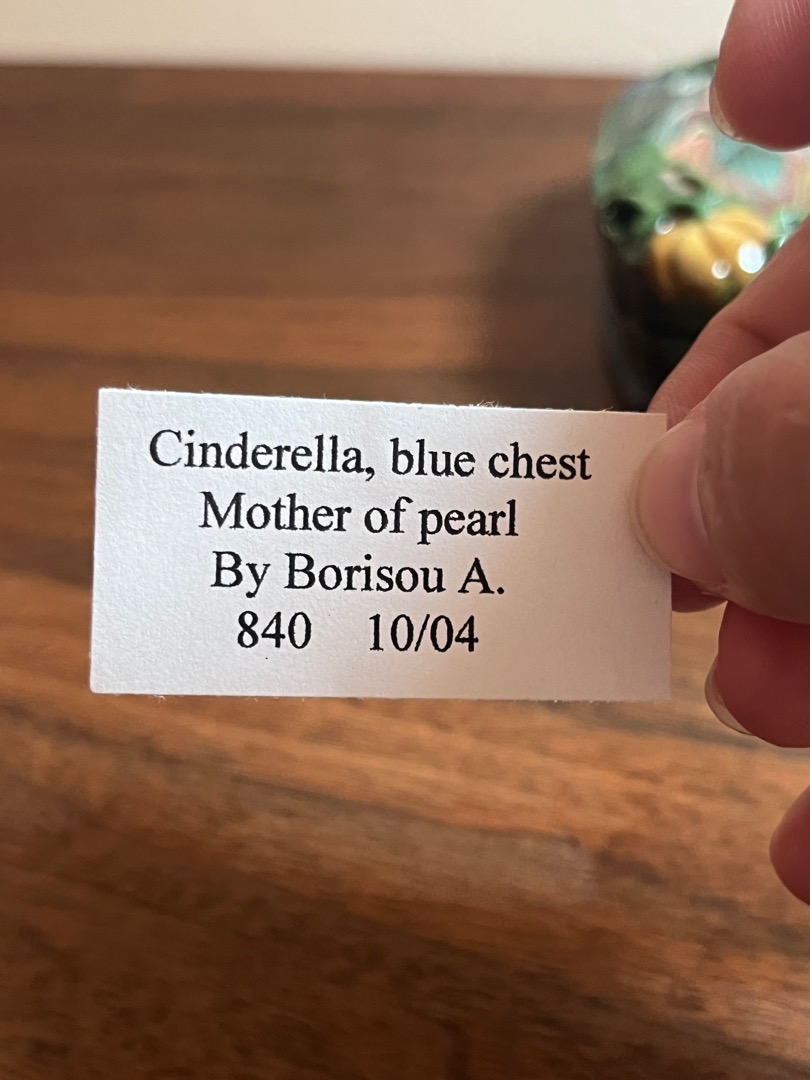 Cinderella, blue chest
Mother of pearl
By Borisou A.
840 10/04